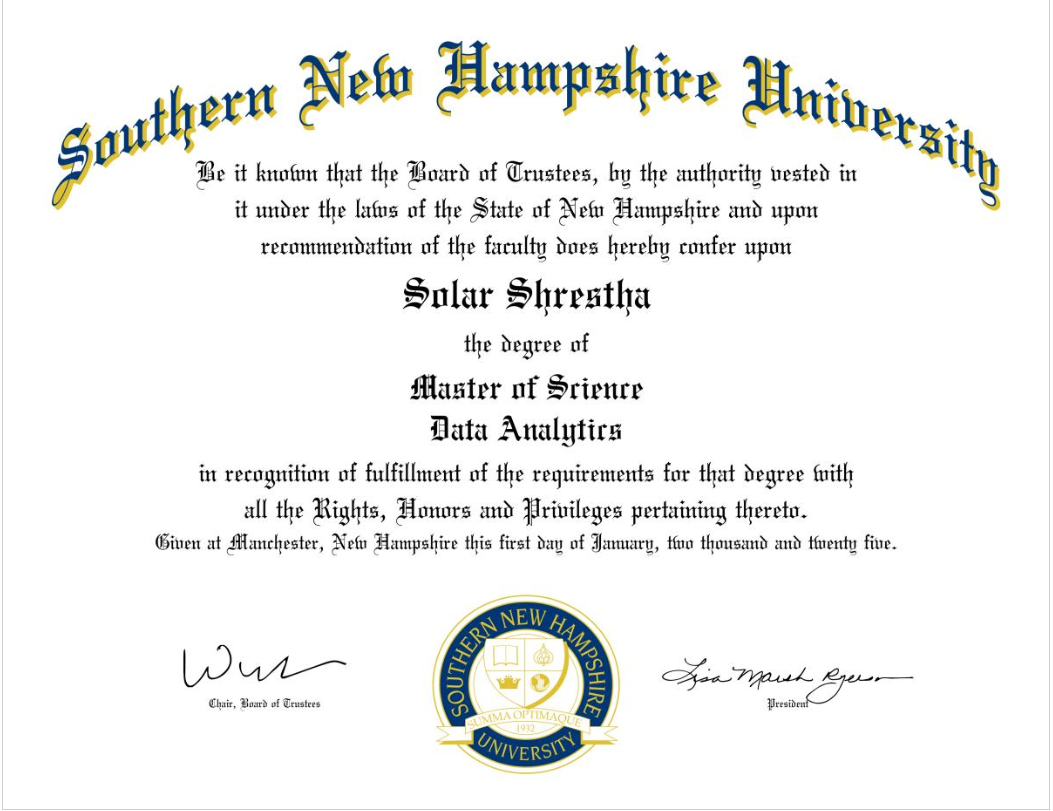 Southern New Hampshire University
Be it known that the Board of Trustees, by the authority vested in
it under the laws of the State of New Hampshire and upon
recommendation of the faculty does hereby confer upon
Solar Shrestha
the degree of
Master of Science
Data Analytics
in recognition of fulfillment of the requirements for that degree with
all the Rights, Honors and Privileges pertaining thereto.
Given at Manchester, New Hampshire this first day of January, two thousand and twenty five.
SOUTHERN NEW HAMPSHIRE
SUMMA OPTIMAQUE
1932
UNIVERSITY
Chair, Board of Trustees
Lisa Marsh Ryerson
President